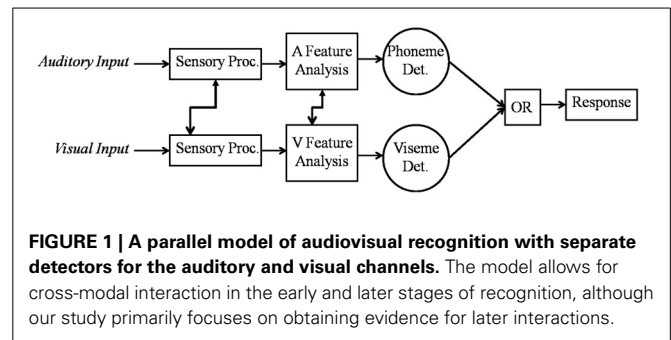 Auditory Input
Sensory Proc.
A Feature
Analysis
Phoneme
Det.
OR
Response
Visual Input
Sensory Proc.
V Feature
Analysis
Viseme
Det.
FIGURE 1 | A parallel model of audiovisual recognition with separate
detectors for the auditory and visual channels. The model allows for
cross-modal interaction in the early and later stages of recognition, although
our study primarily focuses on obtaining evidence for later interactions.